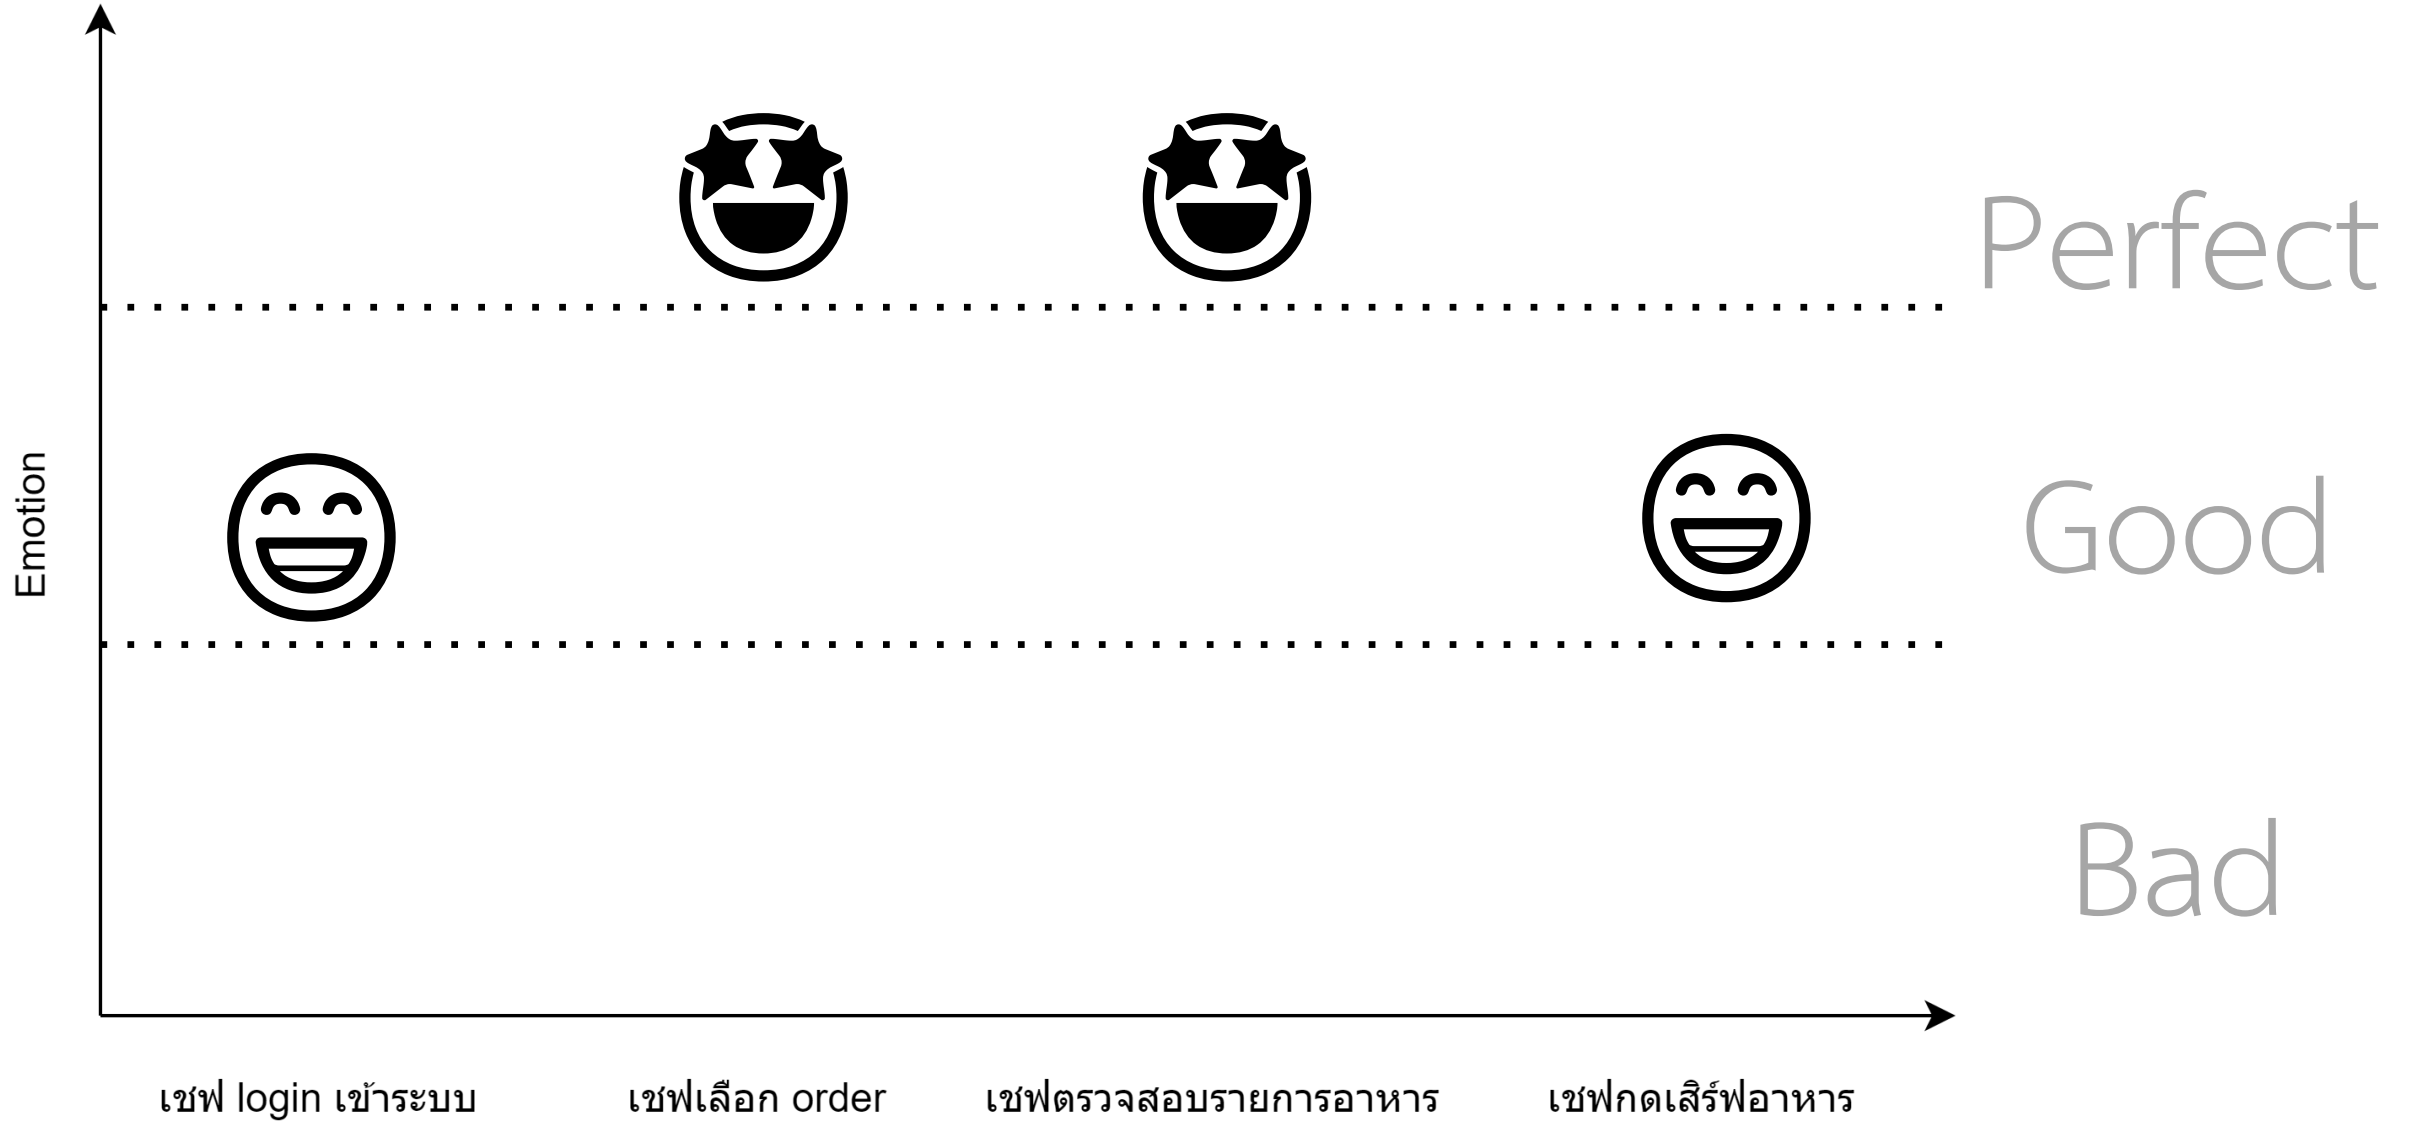 Perfect
Good
Emotion
Bad
เชฟ login เข้าระบบ
เชฟเลือก order
เชฟตรวจสอบรายการอาหาร
เชฟกดเสิร์ฟอาหาร